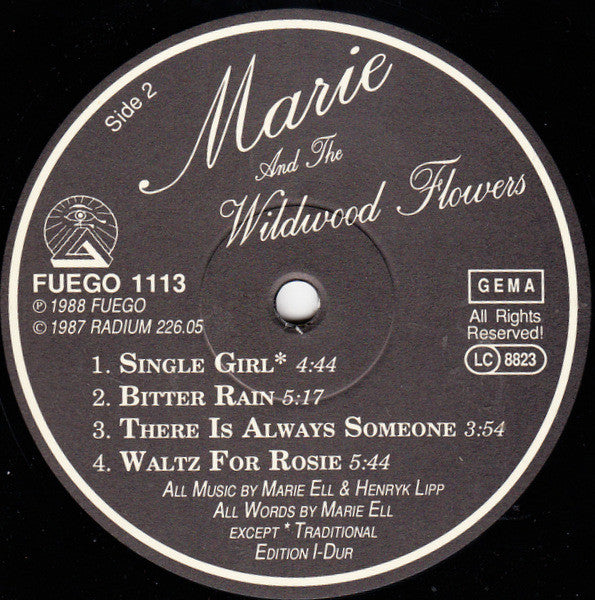 Side 2
Marie
And The
Wildwood Flowers
FUEGO 1113
℗ 1988 FUEGO
© 1987 RADIUM 226.05
GEMA
All Rights
Reserved!
LC 8823
1. SINGLE GIRL* 4:44
2. BITTER RAIN 5:17
3. THERE IS ALWAYS SOMEONE 3:54
4. WALTZ FOR ROSIE 5:44
ALL MUSIC BY MARIE ELL & HENRYK LIPP
ALL WORDS BY MARIE ELL
EXCEPT * TRADITIONAL
EDITION I-DUR